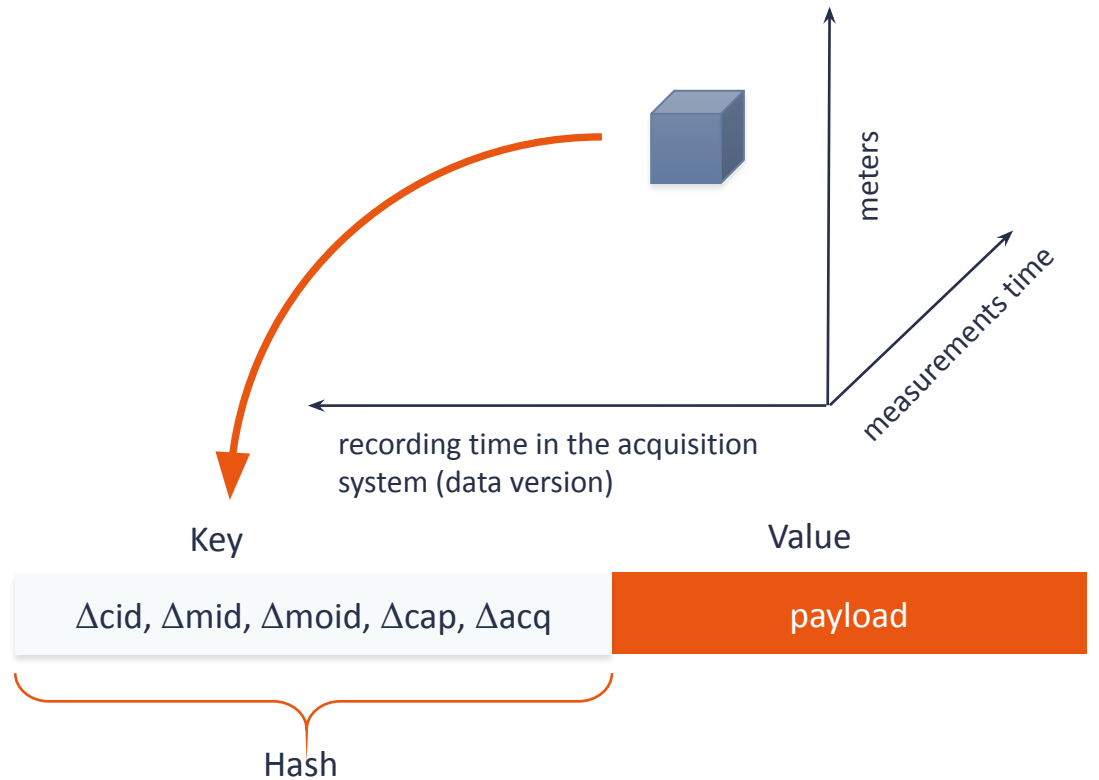 meters
measurements time
recording time in the acquisition
system (data version)
Key
Value
Δcid, Δmid, Δmoid, Δcap, Δacq
payload
Hash